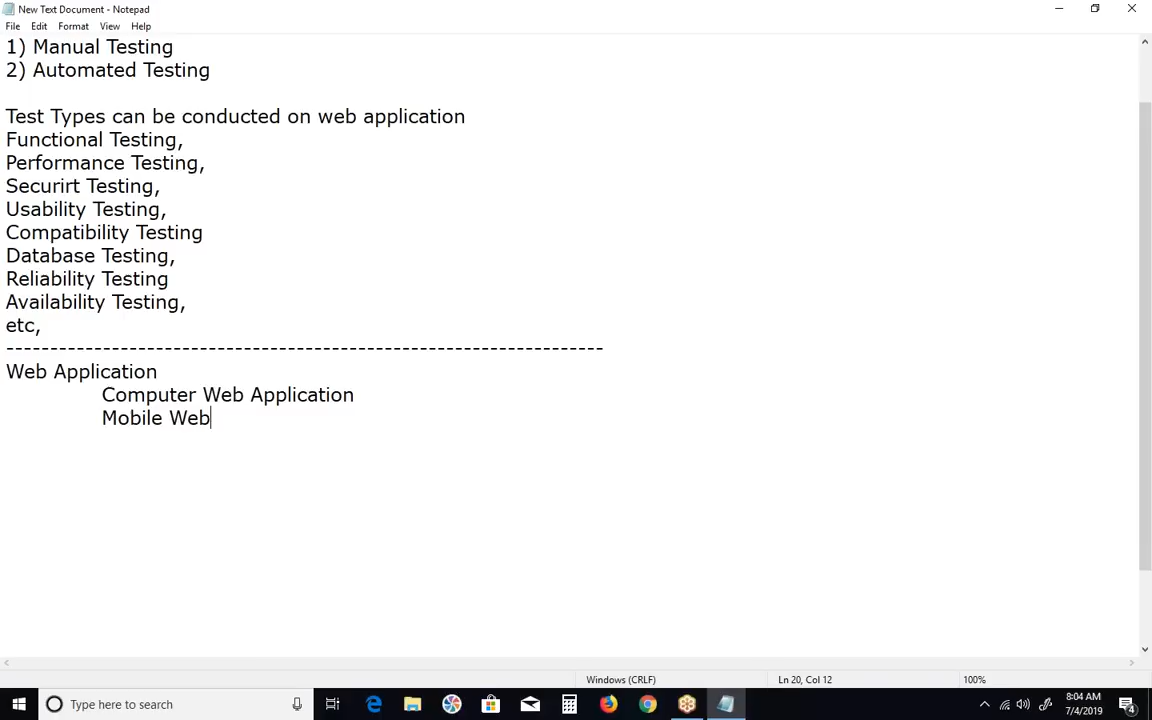 New Text Document - Notepad
File Edit Format View Help
1) Manual Testing
2) Automated Testing
Test Types can be conducted on web application
Functional Testing,
Performance Testing,
Securirt Testing,
Usability Testing,
Compatibility Testing
Database Testing,
Reliability Testing
Availability Testing,
etc,
--------------------------------------------------------------------
Web Application
Computer Web Application
Mobile Web
Windows (CRLF) Ln 20, Col 12 100%
Type here to search
8:04 AM
7/4/2019
4